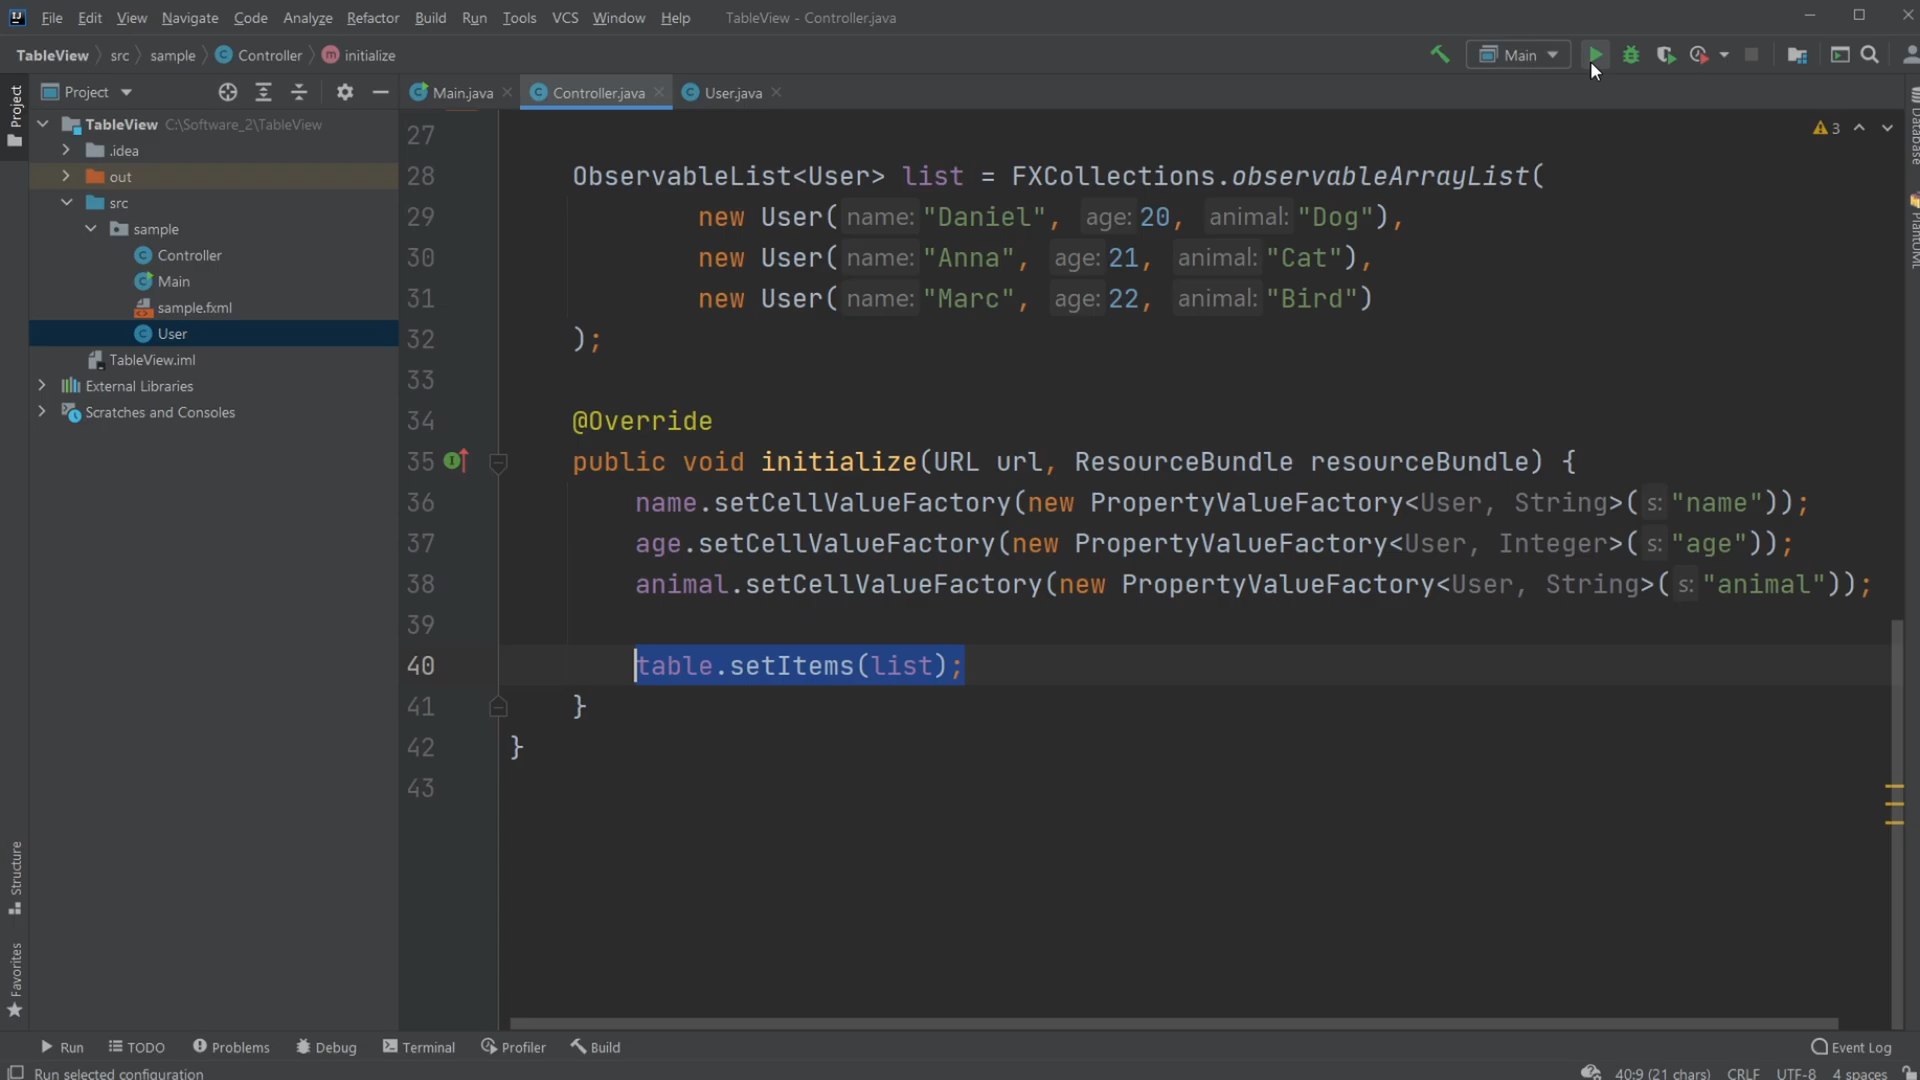 File Edit View Navigate Code Analyze Refactor Build Run Tools VCS Window Help TableView - Controller.java
TableView src sample Controller initialize
Main
Project
Main.java Controller.java User.java
Project
TableView C:\Software_2\TableView
.idea
out
src
sample
Controller
Main
sample.fxml
User
TableView.iml
External Libraries
Scratches and Consoles
Structure
Favorites
3
27
28 ObservableList<User> list = FXCollections.observableArrayList(
29 new User( name: "Daniel", age: 20, animal: "Dog"),
30 new User( name: "Anna", age: 21, animal: "Cat"),
31 new User( name: "Marc", age: 22, animal: "Bird")
32 );
33
34 @Override
35 public void initialize(URL url, ResourceBundle resourceBundle) {
36 name.setCellValueFactory(new PropertyValueFactory<User, String>( s: "name"));
37 age.setCellValueFactory(new PropertyValueFactory<User, Integer>( s: "age"));
38 animal.setCellValueFactory(new PropertyValueFactory<User, String>( s: "animal"));
39
40 table.setItems(list);
41 }
42 }
43
Database
PlantUML
Run TODO Problems Debug Terminal Profiler Build Event Log
Run selected configuration 40:9 (21 chars) CRLF UTF-8 4 spaces